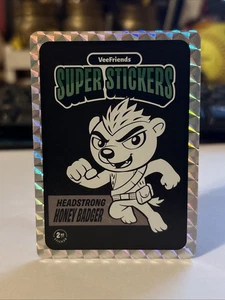 VeeFriends
SUPER STICKERS
HEADSTRONG
HONEY BADGER